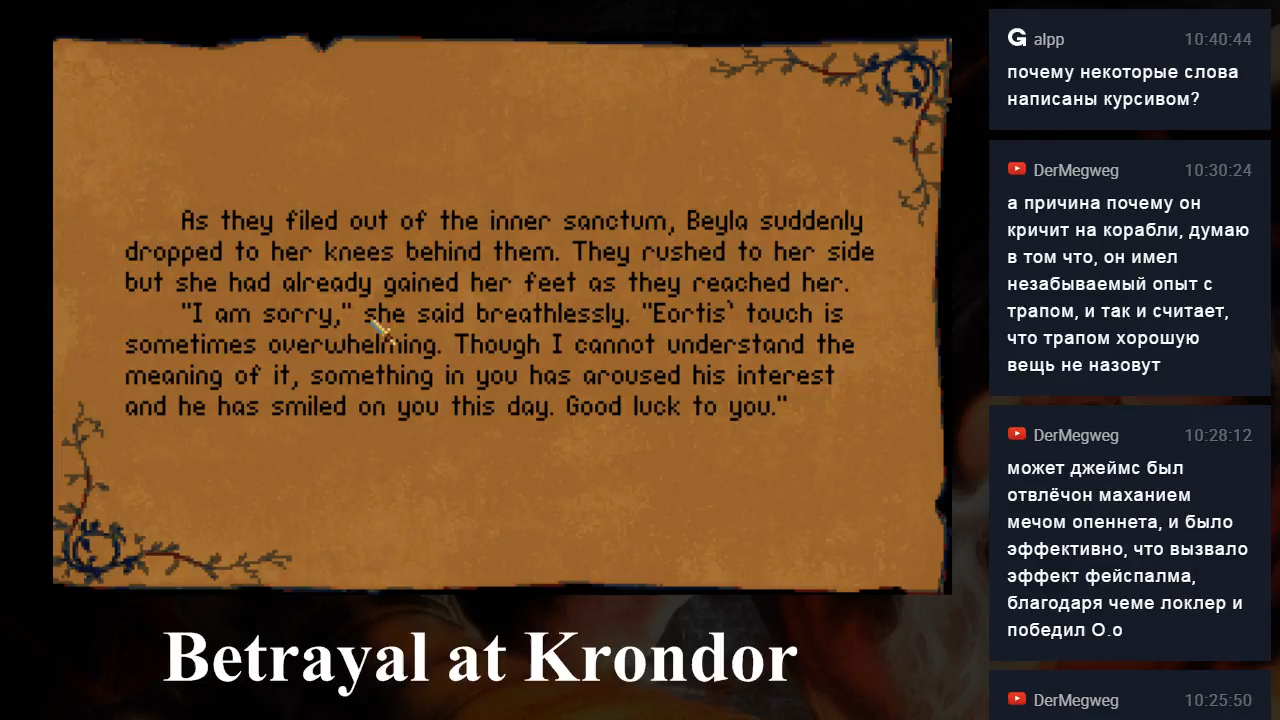 As they filed out of the inner sanctum, Beyla suddenly
dropped to her knees behind them. They rushed to her side
but she had already gained her feet as they reached her.
"I am sorry," she said breathlessly. "Eortis' touch is
sometimes overwhelming. Though I cannot understand the
meaning of it, something in you has aroused his interest
and he has smiled on you this day. Good luck to you."
Betrayal at Krondor
G alpp 10:40:44
почему некоторые слова
написаны курсивом?
DerMegweg 10:30:24
а причина почему он
кричит на корабли, думаю
в том что, он имел
незабываемый опыт с
трапом, и так и считает,
что трапом хорошую
вещь не назовут
DerMegweg 10:28:12
может джеймс был
отвлёчон маханием
мечом опеннета, и было
эффективно, что вызвало
эффект фейспалма,
благодаря чеме локлер и
победил О.о
DerMegweg 10:25:50